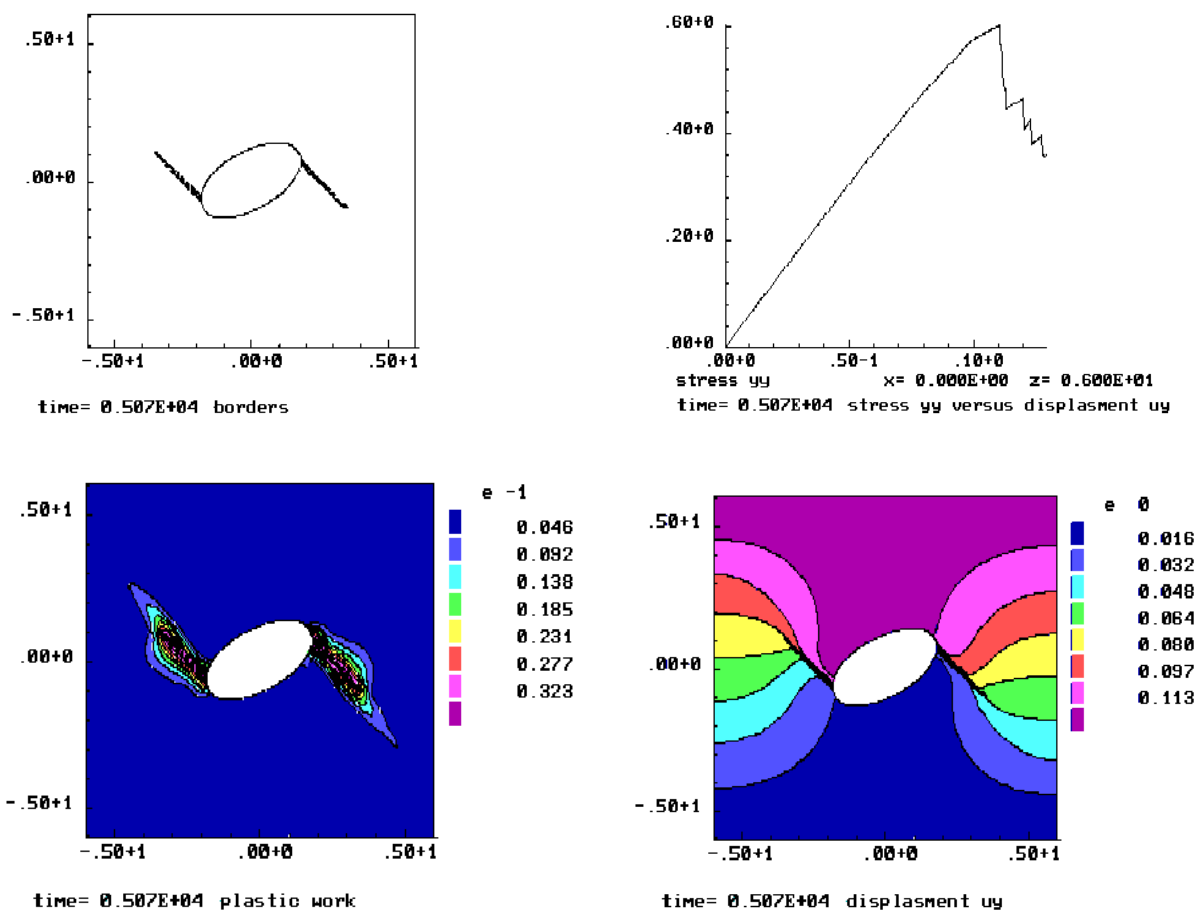 .50+1
.00+0
-.50+1
-.50+1 .00+0 .50+1
time= 0.507E+04 borders
.60+0
.40+0
.20+0
.00+0
.00+0 .50-1 .10+0
stress yy x= 0.000E+00 z= 0.600E+01
time= 0.507E+04 stress yy versus displasment uy
.50+1
.00+0
-.50+1
-.50+1 .00+0 .50+1
e -1
0.046
0.092
0.138
0.185
0.231
0.277
0.323
time= 0.507E+04 plastic work
.50+1
.00+0
-.50+1
-.50+1 .00+0 .50+1
e 0
0.016
0.032
0.048
0.064
0.080
0.097
0.113
time= 0.507E+04 displasment uy